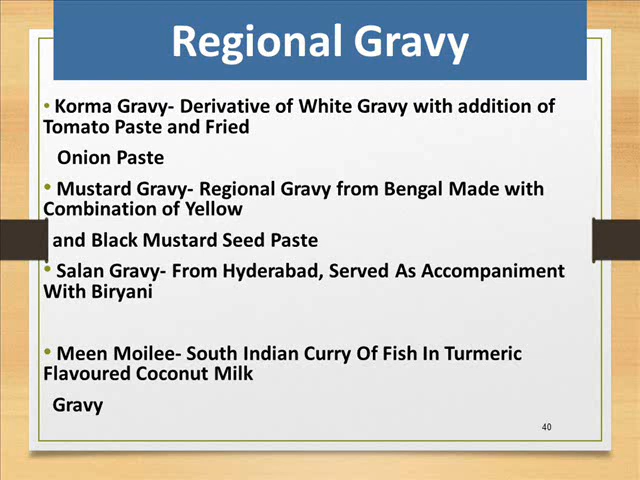 Regional Gravy
• Korma Gravy- Derivative of White Gravy with addition of
Tomato Paste and Fried
Onion Paste
• Mustard Gravy- Regional Gravy from Bengal Made with
Combination of Yellow
and Black Mustard Seed Paste
• Salan Gravy- From Hyderabad, Served As Accompaniment
With Biryani
• Meen Moilee- South Indian Curry Of Fish In Turmeric
Flavoured Coconut Milk
Gravy
40